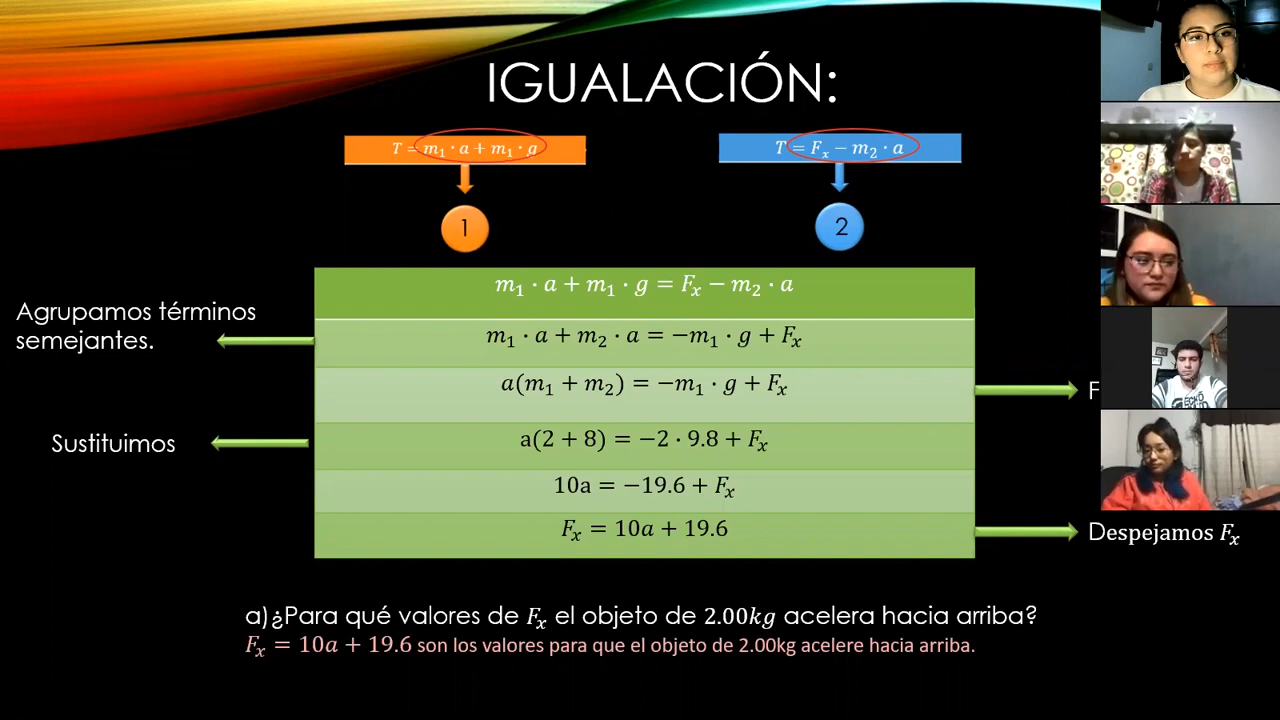 IGUALACIÓN:
T = m₁ · a + m₁ · g
T = Fₓ − m₂ · a
1
2
m₁ · a + m₁ · g = Fₓ − m₂ · a
Agrupamos términos
semejantes.
m₁ · a + m₂ · a = −m₁ · g + Fₓ
a(m₁ + m₂) = −m₁ · g + Fₓ
F
Sustituimos
a(2 + 8) = −2 · 9.8 + Fₓ
10a = −19.6 + Fₓ
Fₓ = 10a + 19.6
Despejamos Fₓ
a)¿Para qué valores de Fₓ el objeto de 2.00kg acelera hacia arriba?
Fₓ = 10a + 19.6 son los valores para que el objeto de 2.00kg acelere hacia arriba.